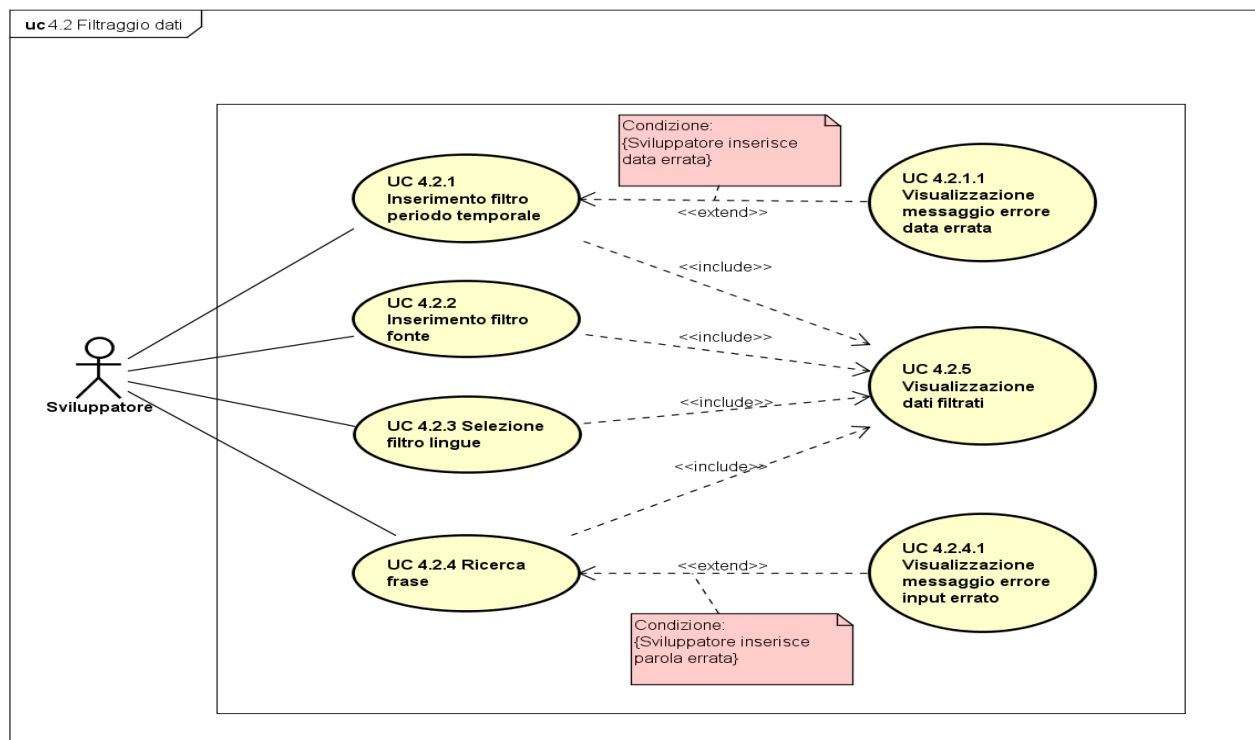 uc 4.2 Filtraggio dati
Condizione:
{Sviluppatore inserisce
data errata}
UC 4.2.1
Inserimento filtro
periodo temporale
<<extend>>
UC 4.2.1.1
Visualizzazione
messaggio errore
data errata
<<include>>
UC 4.2.2
Inserimento filtro
fonte
<<include>>
UC 4.2.5
Visualizzazione
dati filtrati
Sviluppatore
UC 4.2.3 Selezione
filtro lingue
<<include>>
<<include>>
UC 4.2.4 Ricerca
frase
<<extend>>
UC 4.2.4.1
Visualizzazione
messaggio errore
input errato
Condizione:
{Sviluppatore inserisce
parola errata}